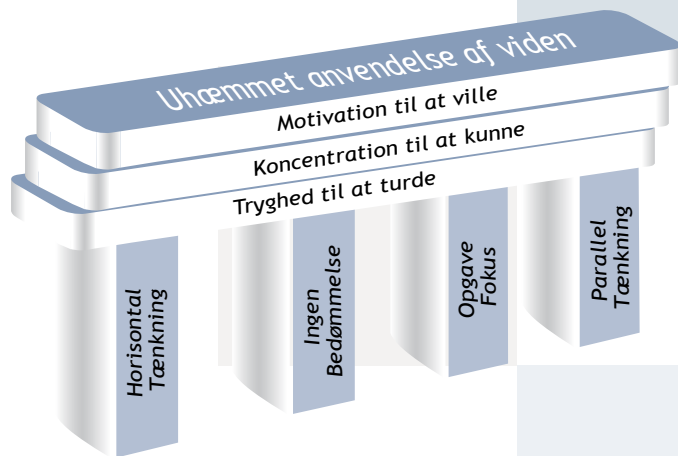 Uhæmmet anvendelse af viden
Motivation til at ville
Koncentration til at kunne
Tryghed til at turde
Horisontal
Tænkning
Ingen
Bedømmelse
Opgave
Fokus
Parallel
Tænkning